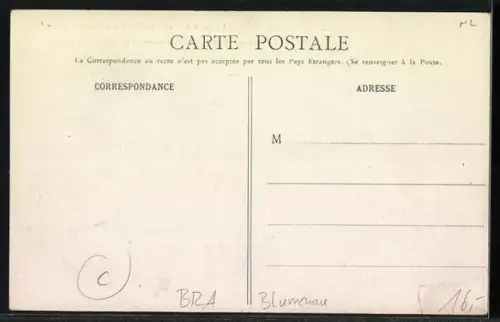 NL
CARTE POSTALE
La Correspondance au recto n'est pas acceptée par tous les Pays Etrangers. (Se renseigner à la Poste.
CORRESPONDANCE
ADRESSE
M
C
BRA
Blumenau
16,-